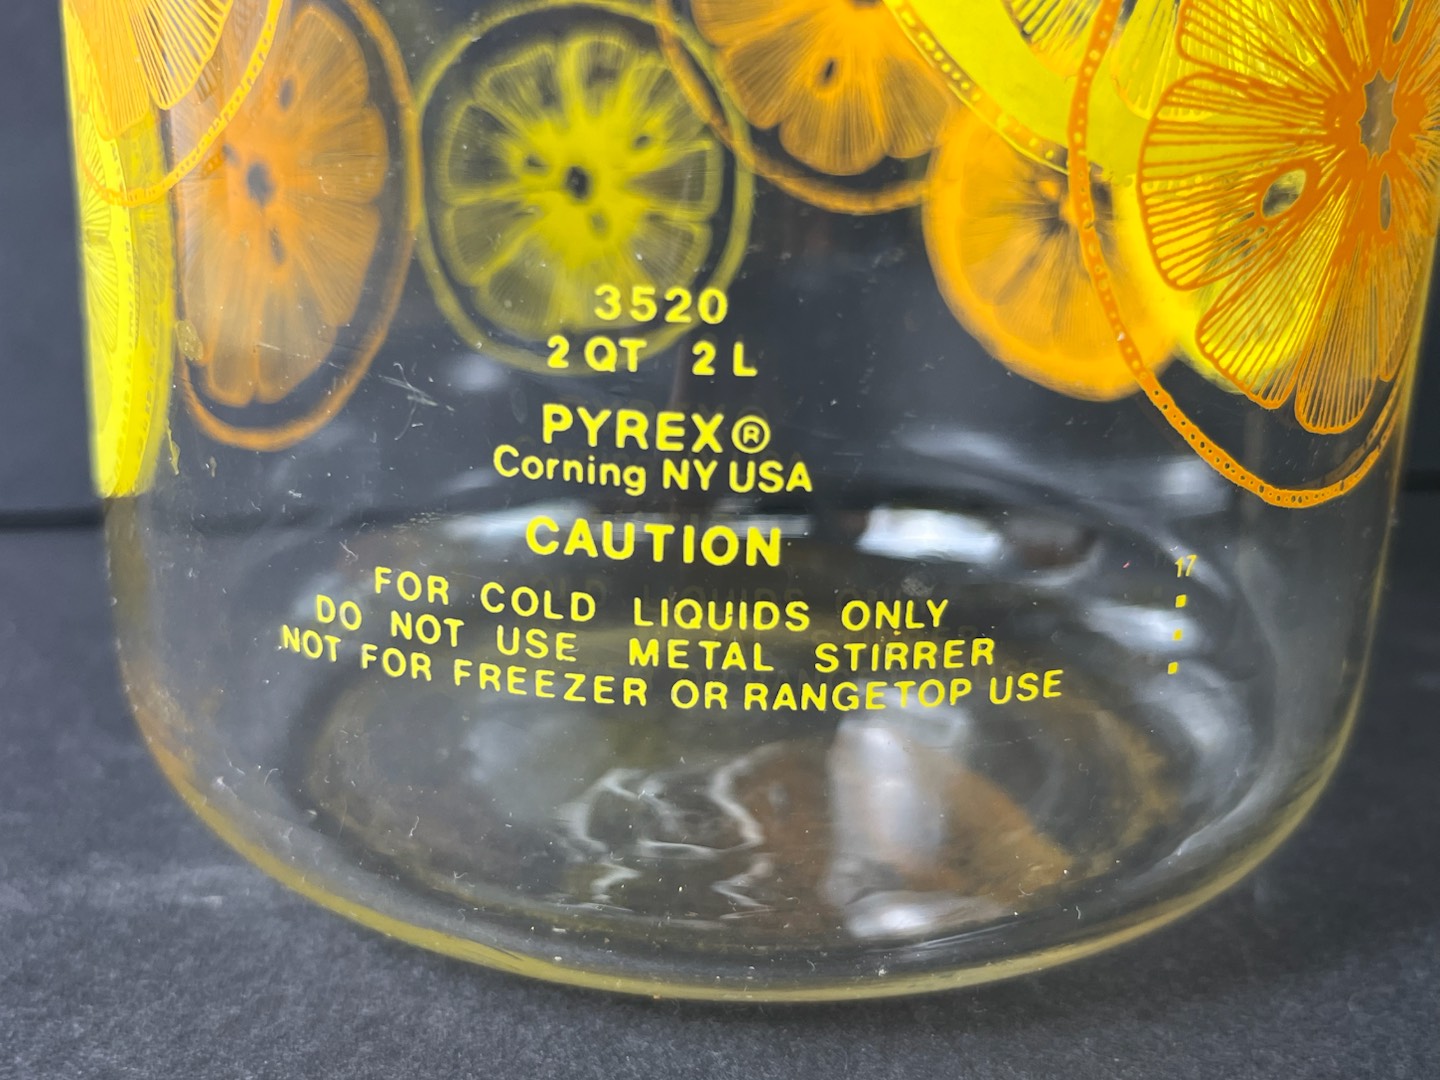 3520
2 QT 2 L
PYREX®
Corning NY USA
CAUTION
FOR COLD LIQUIDS ONLY
DO NOT USE METAL STIRRER
NOT FOR FREEZER OR RANGETOP USE
17